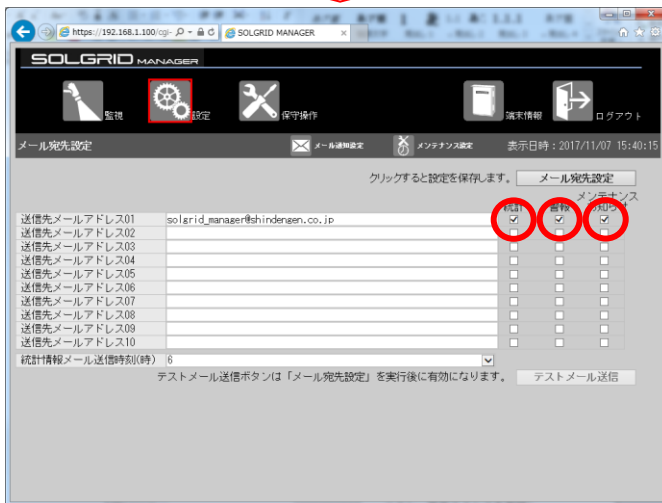 https://192.168.1.100/cgi-
SOLGRID MANAGER
SOLGRID MANAGER
監視
設定
保守操作
端末情報
ログアウト
メール宛先設定
メール通知設定
メンテナンス設定
表示日時：2017/11/07 15:40:15
クリックすると設定を保存します。
メール宛先設定
メンテナンス
統計
お知らせ
送信先メールアドレス01 solgrid_manager@shindengen.co.jp
送信先メールアドレス02
送信先メールアドレス03
送信先メールアドレス04
送信先メールアドレス05
送信先メールアドレス06
送信先メールアドレス07
送信先メールアドレス08
送信先メールアドレス09
送信先メールアドレス10
統計情報メール送信時刻(時) 6
テストメール送信ボタンは「メール宛先設定」を実行後に有効になります。
テストメール送信